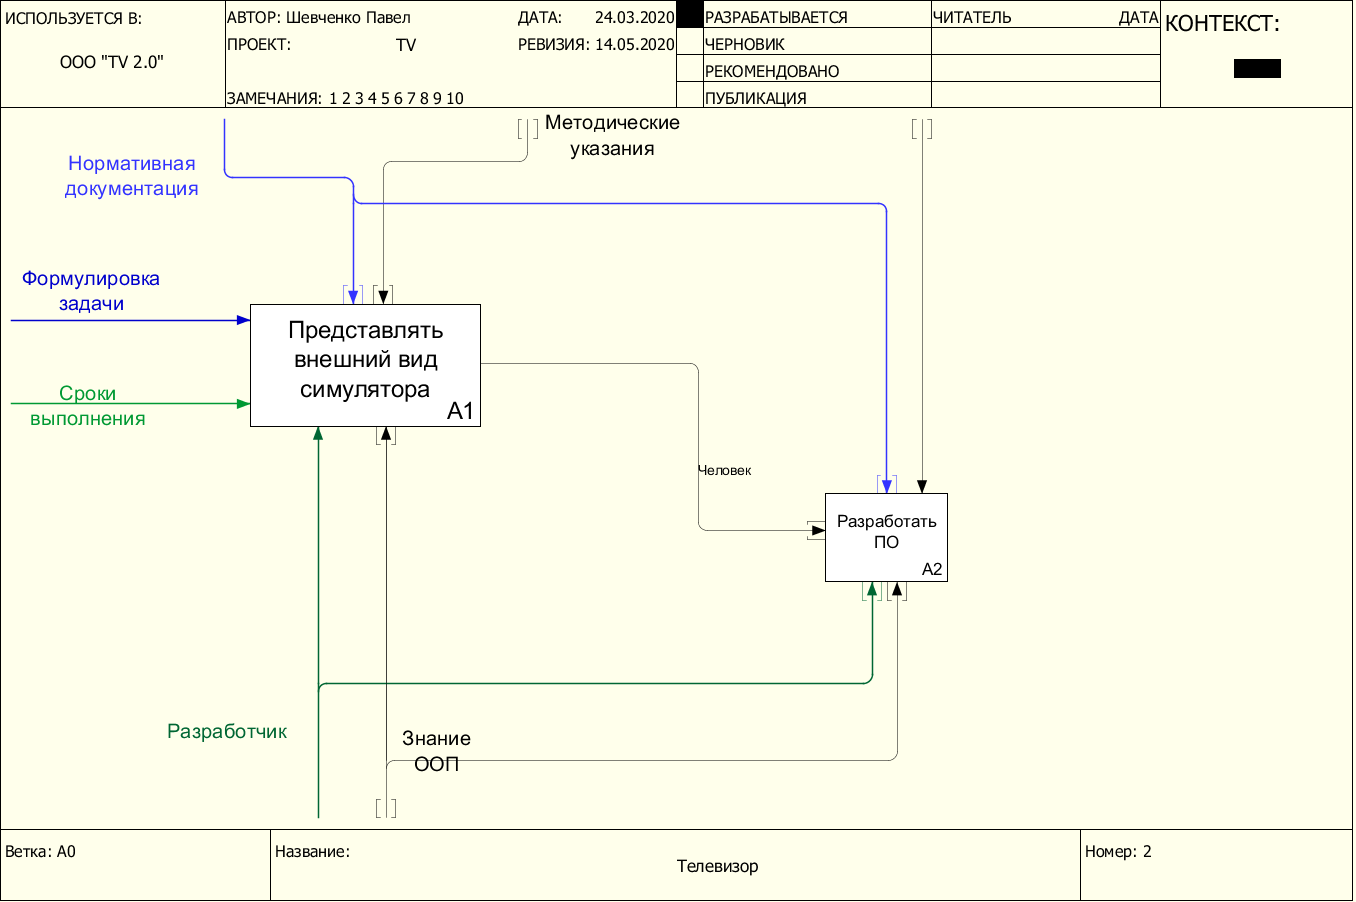 ИСПОЛЬЗУЕТСЯ В:
ООО "TV 2.0"
АВТОР: Шевченко Павел
ДАТА: 24.03.2020
ПРОЕКТ: TV
РЕВИЗИЯ: 14.05.2020
ЗАМЕЧАНИЯ: 1 2 3 4 5 6 7 8 9 10
РАЗРАБАТЫВАЕТСЯ
ЧЕРНОВИК
РЕКОМЕНДОВАНО
ПУБЛИКАЦИЯ
ЧИТАТЕЛЬ ДАТА
КОНТЕКСТ:
Методические
указания
Нормативная
документация
Формулировка
задачи
Сроки
выполнения
Представлять
внешний вид
симулятора
A1
Человек
Разработать
ПО
A2
Разработчик
Знание
ООП
Ветка: A0
Название:
Телевизор
Номер: 2